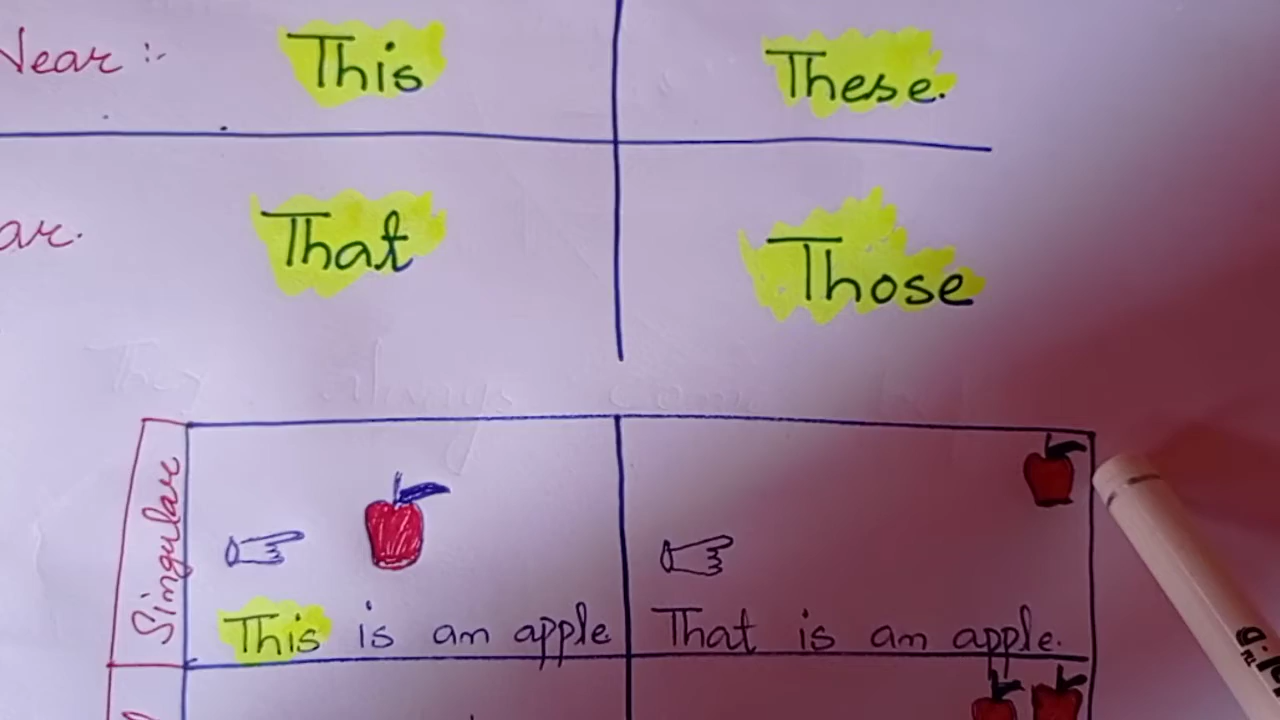 Near :- This These.
ar. That Those
Singular
This is an apple That is an apple.